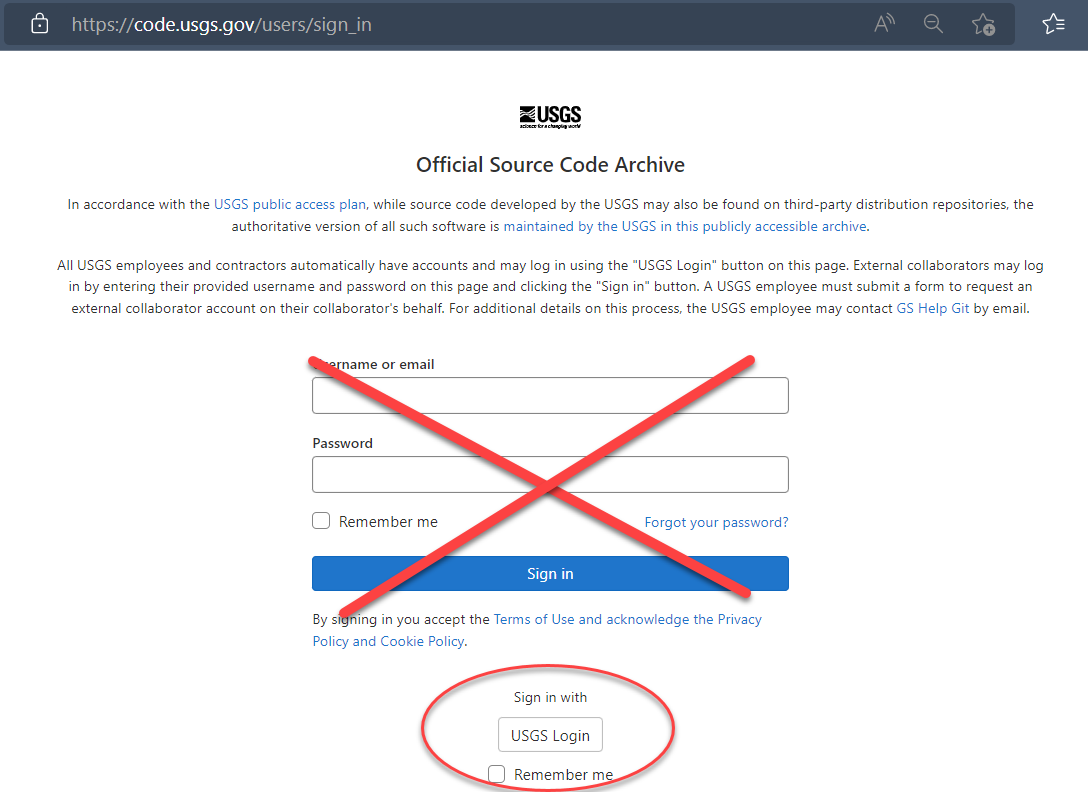 https://code.usgs.gov/users/sign_in
USGS
science for a changing world
Official Source Code Archive
In accordance with the USGS public access plan, while source code developed by the USGS may also be found on third-party distribution repositories, the
authoritative version of all such software is maintained by the USGS in this publicly accessible archive.
All USGS employees and contractors automatically have accounts and may log in using the "USGS Login" button on this page. External collaborators may log
in by entering their provided username and password on this page and clicking the "Sign in" button. A USGS employee must submit a form to request an
external collaborator account on their collaborator's behalf. For additional details on this process, the USGS employee may contact GS Help Git by email.
Username or email
Password
Remember me Forgot your password?
Sign in
By signing in you accept the Terms of Use and acknowledge the Privacy
Policy and Cookie Policy.
Sign in with
USGS Login
Remember me